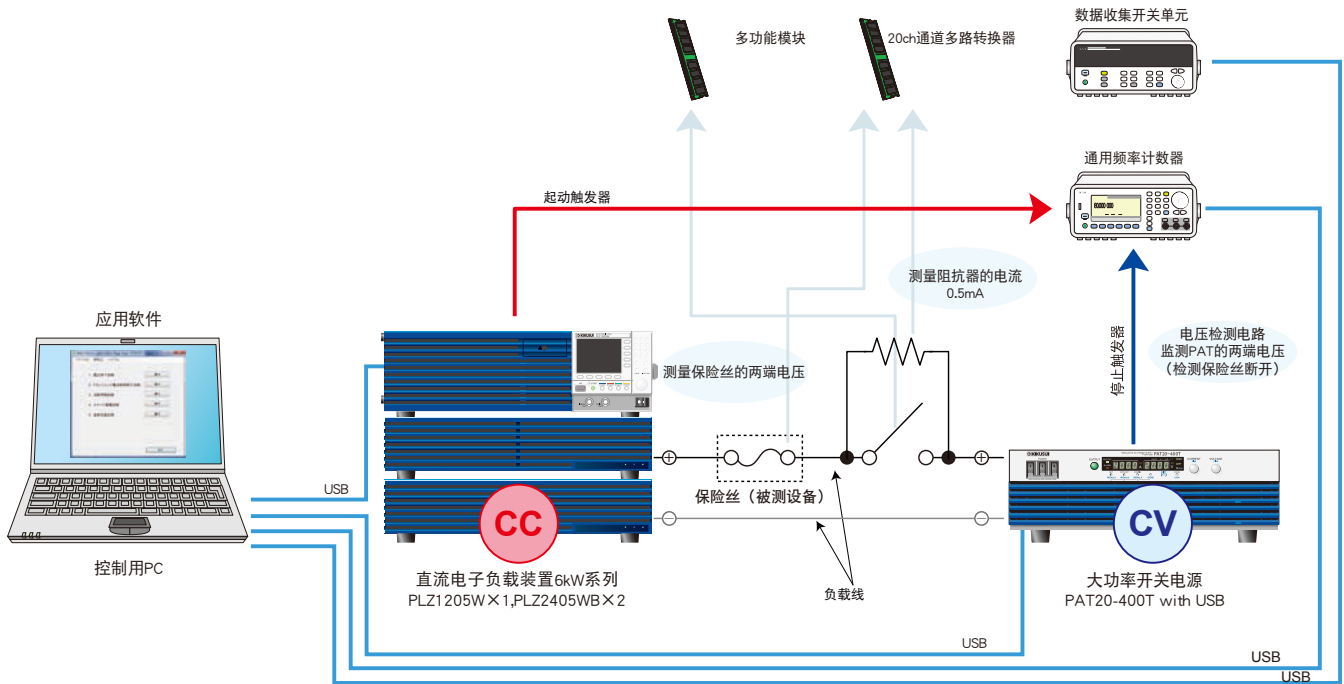 数据收集开关单元
多功能模块
20ch通道多路转换器
通用频率计数器
起动触发器
测量阻抗器的电流
0.5mA
应用软件
停止触发器
电压检测电路
监测PAT的两端电压
（检测保险丝断开）
测量保险丝的两端电压
KIKUSUI
KIKUSUI
PAT20-400T
USB
保险丝（被测设备）
CC
CV
控制用PC
直流电子负载装置6kW系列
PLZ1205W×1,PLZ2405WB×2
负载线
大功率开关电源
PAT20-400T with USB
USB
USB
USB